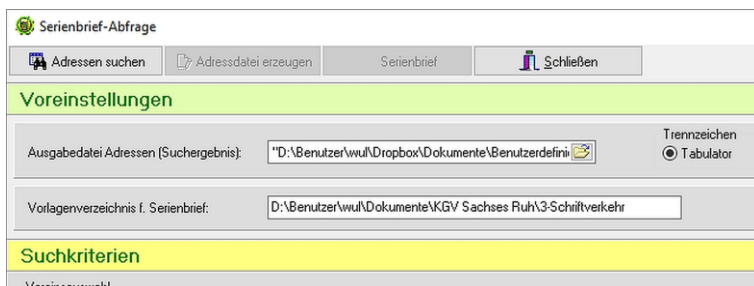 Serienbrief-Abfrage
Adressen suchen Adressdatei erzeugen Serienbrief Schließen
Voreinstellungen
Trennzeichen
Ausgabedatei Adressen (Suchergebnis): "D:\Benutzer\wul\Dropbox\Dokumente\Benutzerdefini Tabulator
Vorlagenverzeichnis f. Serienbrief: D:\Benutzer\wul\Dokumente\KGV Sachses Ruh\3-Schriftverkehr
Suchkriterien